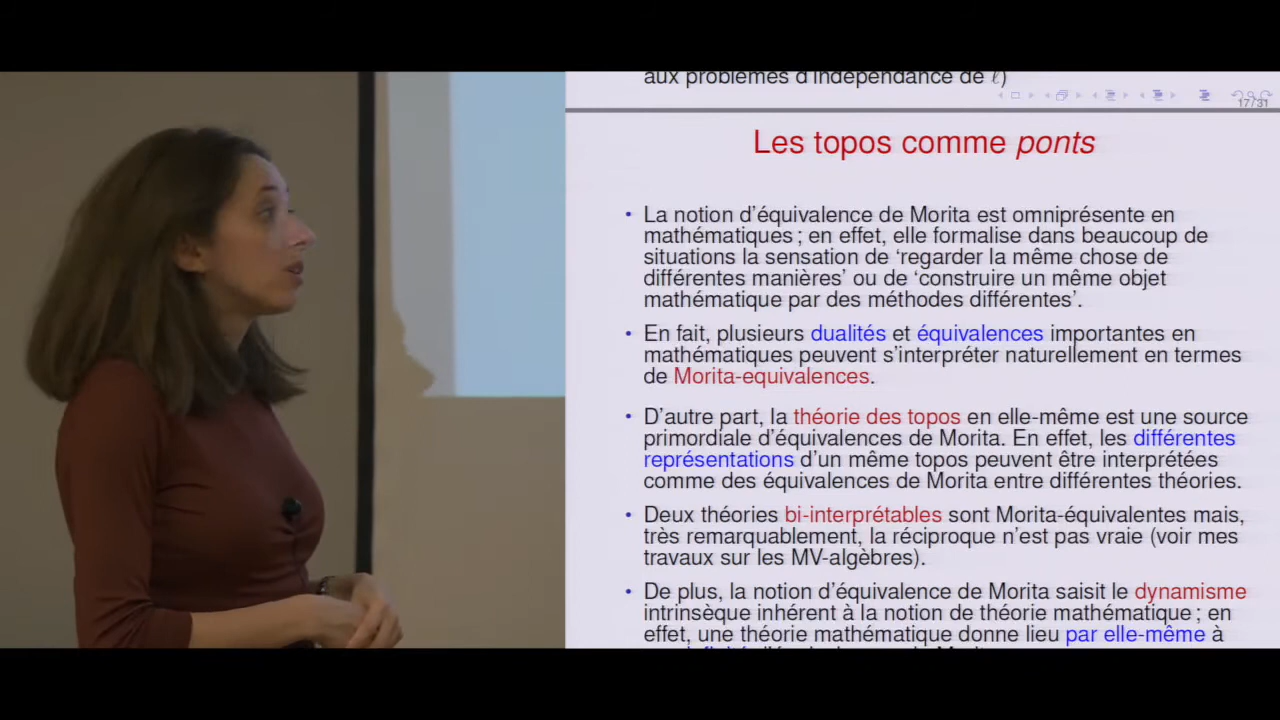 aux problèmes d'indépendance de ℓ)
17/31
Les topos comme ponts
• La notion d'équivalence de Morita est omniprésente en
mathématiques ; en effet, elle formalise dans beaucoup de
situations la sensation de 'regarder la même chose de
différentes manières' ou de 'construire un même objet
mathématique par des méthodes différentes'.
• En fait, plusieurs dualités et équivalences importantes en
mathématiques peuvent s'interpréter naturellement en termes
de Morita-equivalences.
• D'autre part, la théorie des topos en elle-même est une source
primordiale d'équivalences de Morita. En effet, les différentes
représentations d'un même topos peuvent être interprétées
comme des équivalences de Morita entre différentes théories.
• Deux théories bi-interprétables sont Morita-équivalentes mais,
très remarquablement, la réciproque n'est pas vraie (voir mes
travaux sur les MV-algèbres).
• De plus, la notion d'équivalence de Morita saisit le dynamisme
intrinsèque inhérent à la notion de théorie mathématique ; en
effet, une théorie mathématique donne lieu par elle-même à